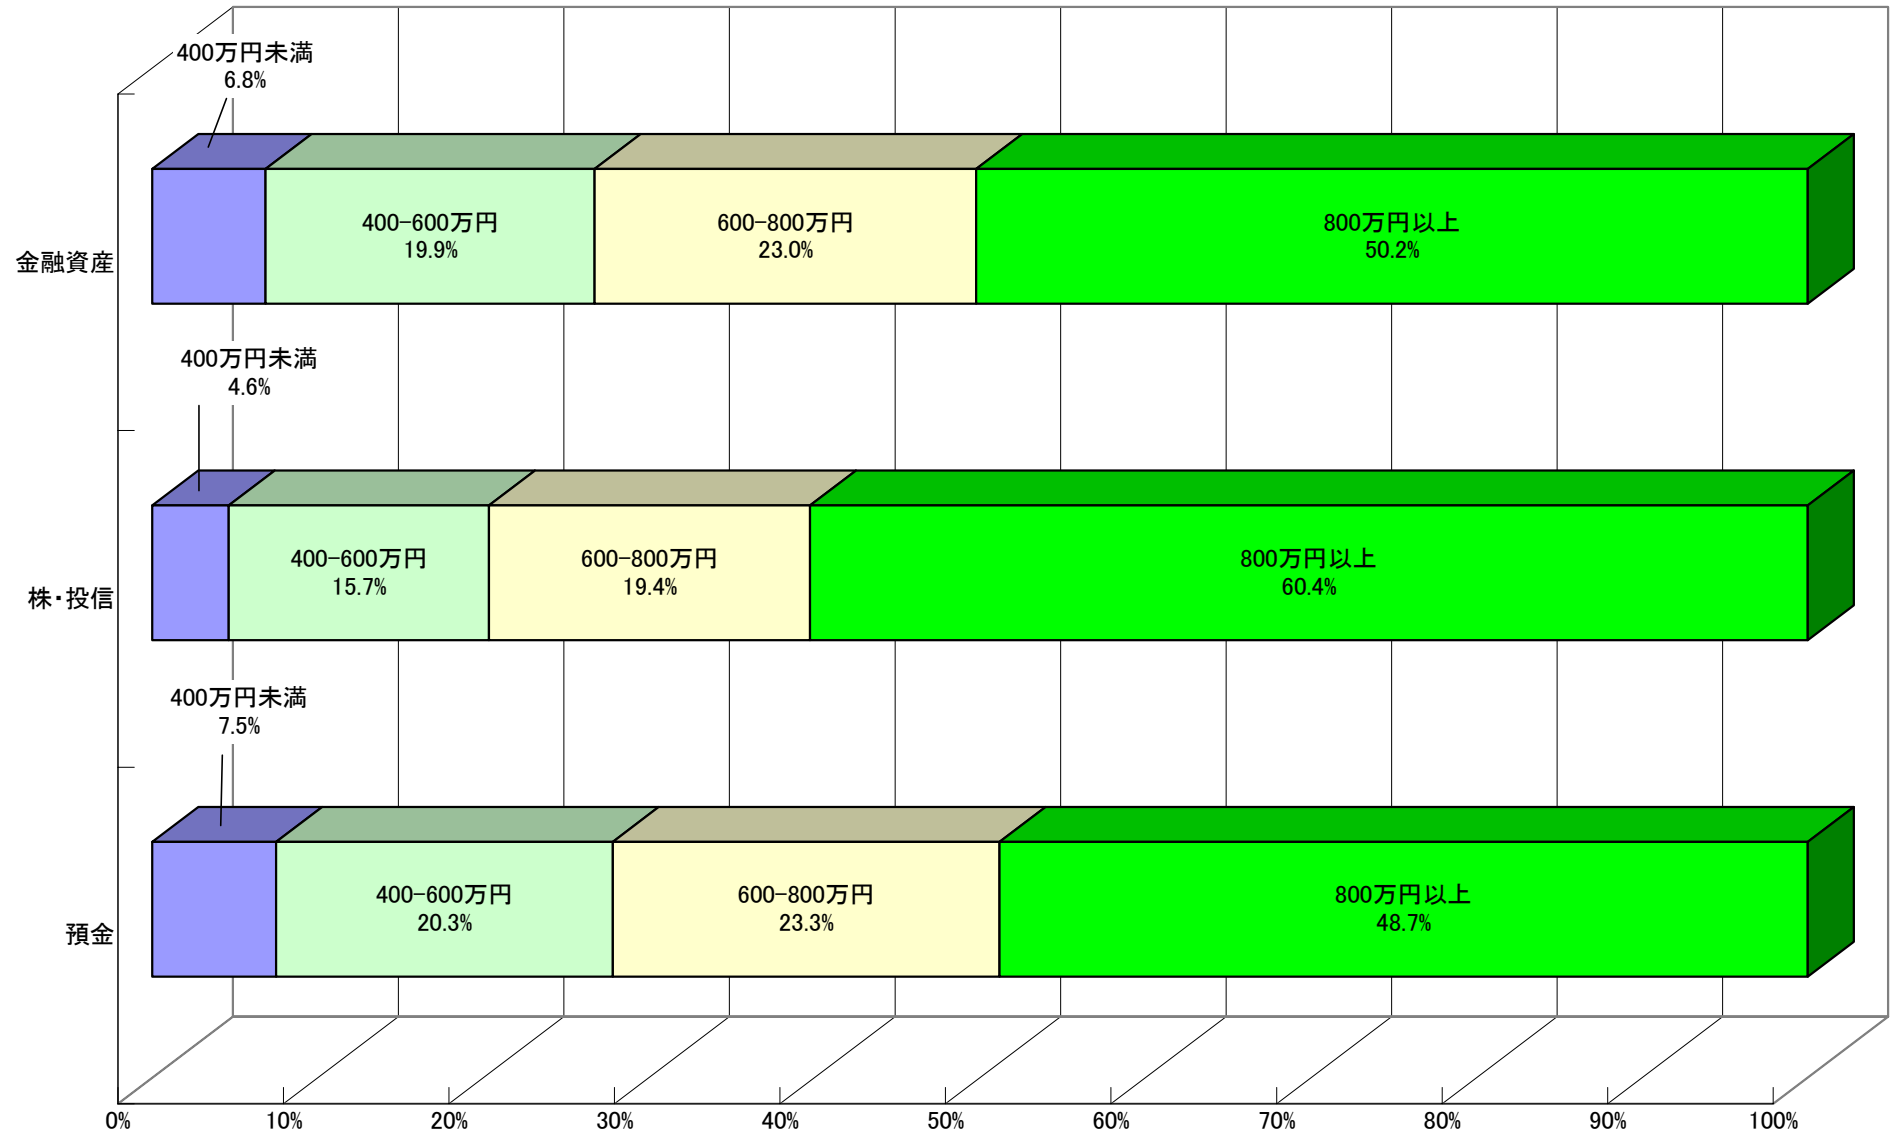 400万円未満
6.8%
金融資産
400-600万円
19.9%
600-800万円
23.0%
800万円以上
50.2%
400万円未満
4.6%
株・投信
400-600万円
15.7%
600-800万円
19.4%
800万円以上
60.4%
400万円未満
7.5%
預金
400-600万円
20.3%
600-800万円
23.3%
800万円以上
48.7%
0% 10% 20% 30% 40% 50% 60% 70% 80% 90% 100%